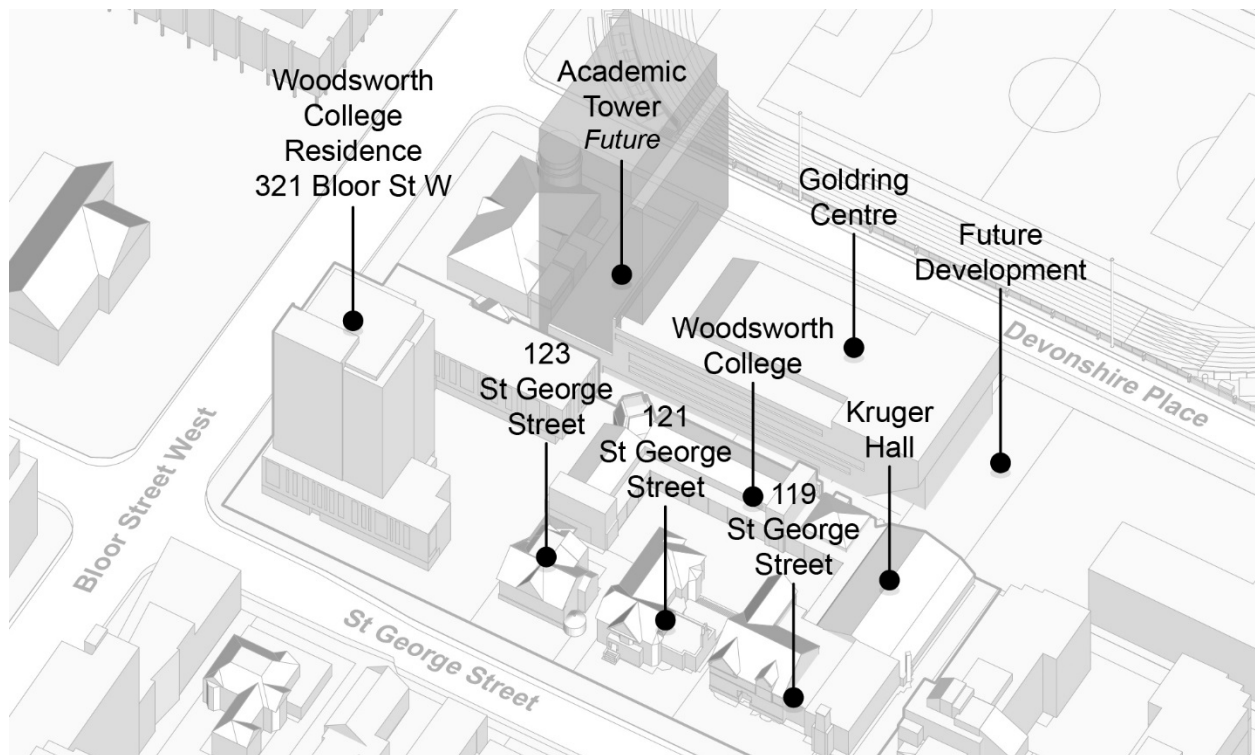 Woodsworth
College
Residence
321 Bloor St W
Academic
Tower
Future
Goldring
Centre
Future
Development
Woodsworth
College
123
St George
Street
121
St George
Street
Kruger
Hall
119
St George
Street
Devonshire Place
Bloor Street West
St George Street